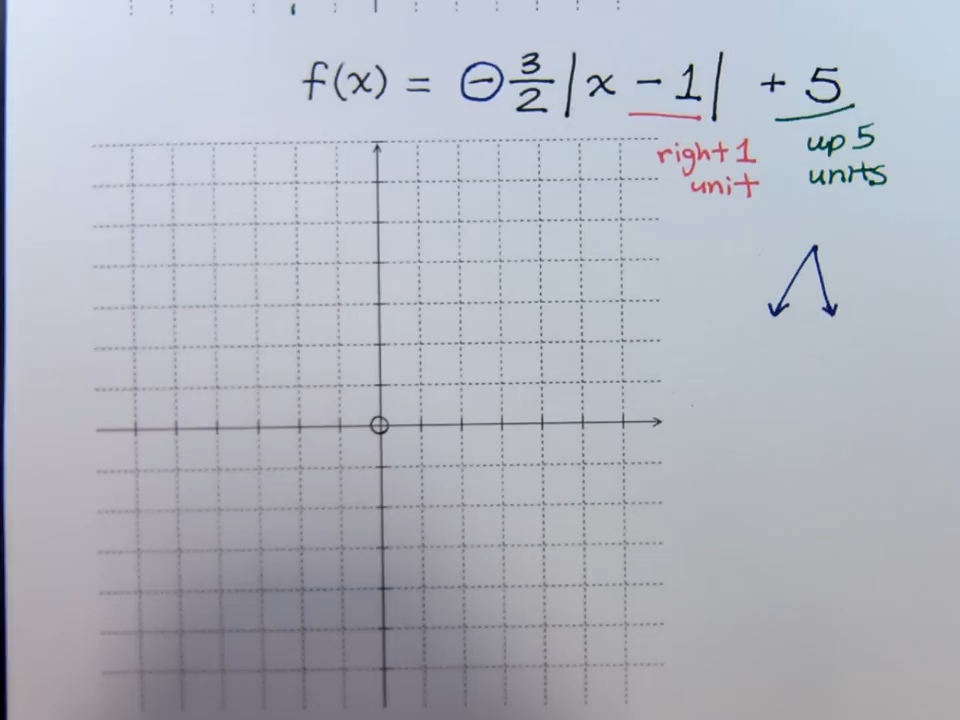 f(x) = - 3/2 |x - 1| + 5
right 1
unit
up 5
units